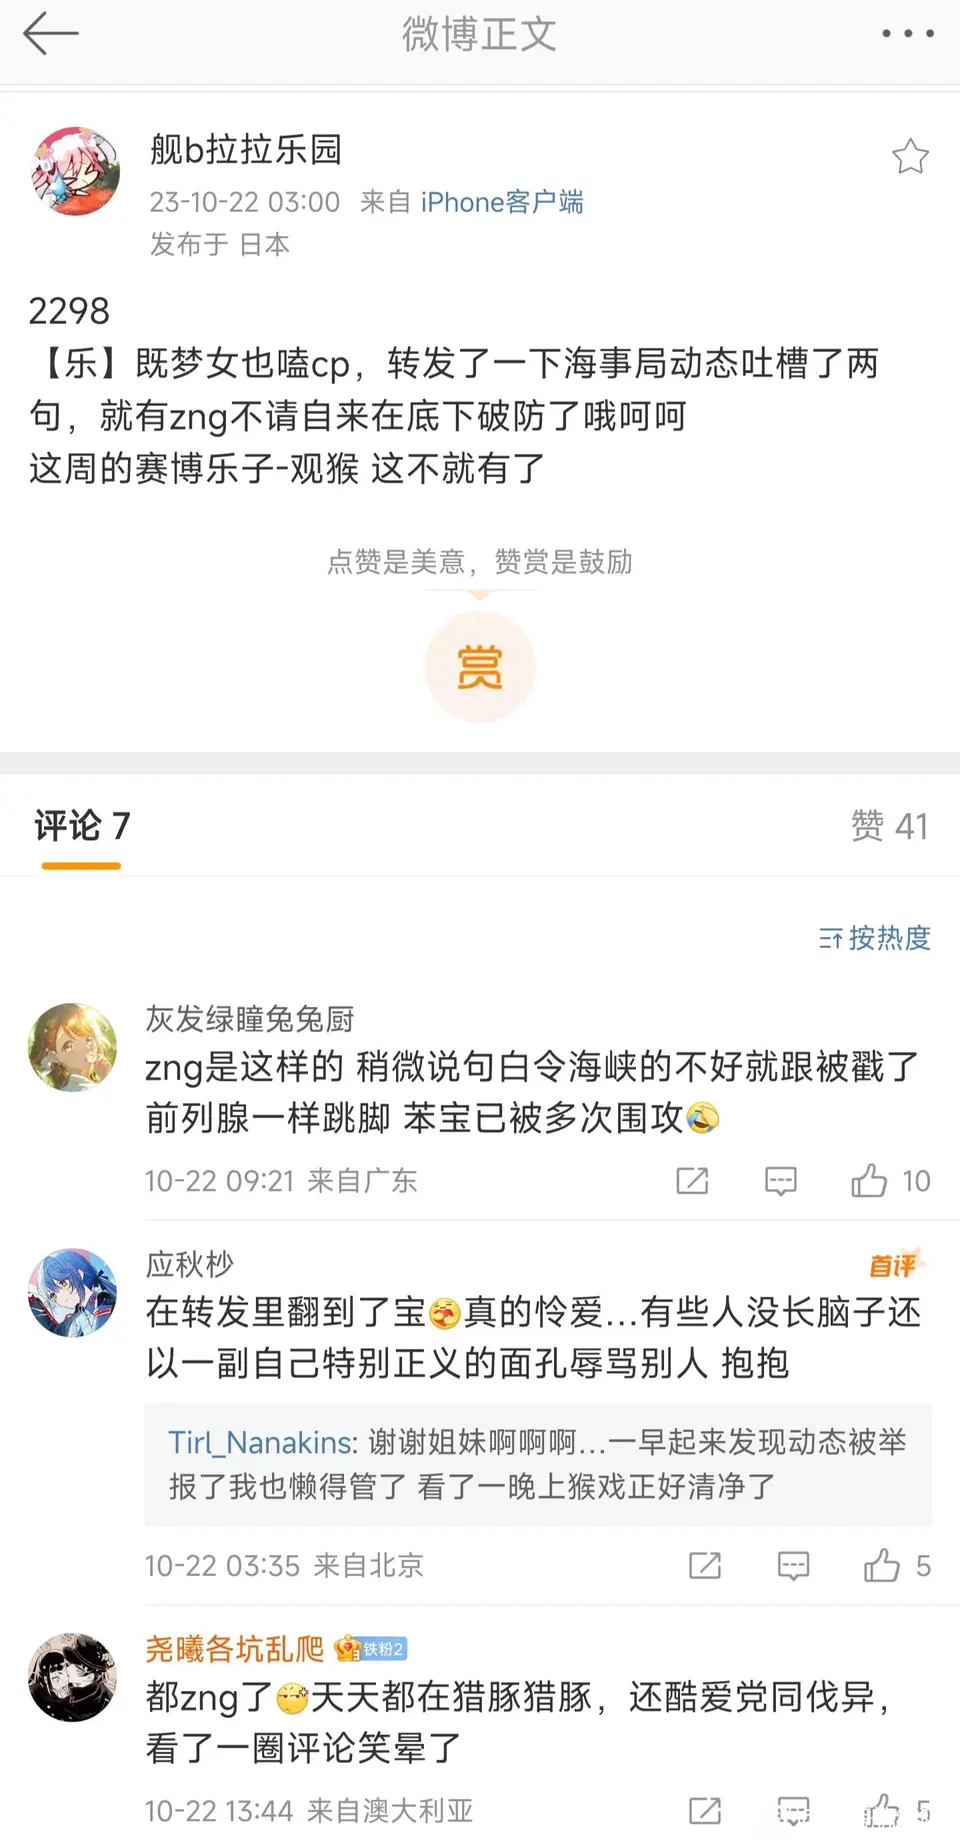 微博正文
舰b拉拉乐园
23-10-22 03:00 来自 iPhone客户端
发布于 日本
2298
【乐】既梦女也嗑cp，转发了一下海事局动态吐槽了两
句，就有zng不请自来在底下破防了哦呵呵
这周的赛博乐子-观猴 这不就有了
点赞是美意，赞赏是鼓励
赏
评论 7
赞 41
按热度
灰发绿瞳兔兔厨
zng是这样的 稍微说句白令海峡的不好就跟被戳了
前列腺一样跳脚 苯宝已被多次围攻🤣
10-22 09:21 来自广东
10
应秋杪
首评
在转发里翻到了宝🥰真的怜爱...有些人没长脑子还
以一副自己特别正义的面孔辱骂别人 抱抱
Tirl_Nanakins: 谢谢姐妹啊啊啊...一早起来发现动态被举
报了我也懒得管了 看了一晚上猴戏正好清净了
10-22 03:35 来自北京
5
尧曦各坑乱爬 铁粉2
都zng了🤔天天都在猎豚猎豚，还酷爱党同伐异，
看了一圈评论笑晕了
10-22 13:44 来自澳大利亚
5